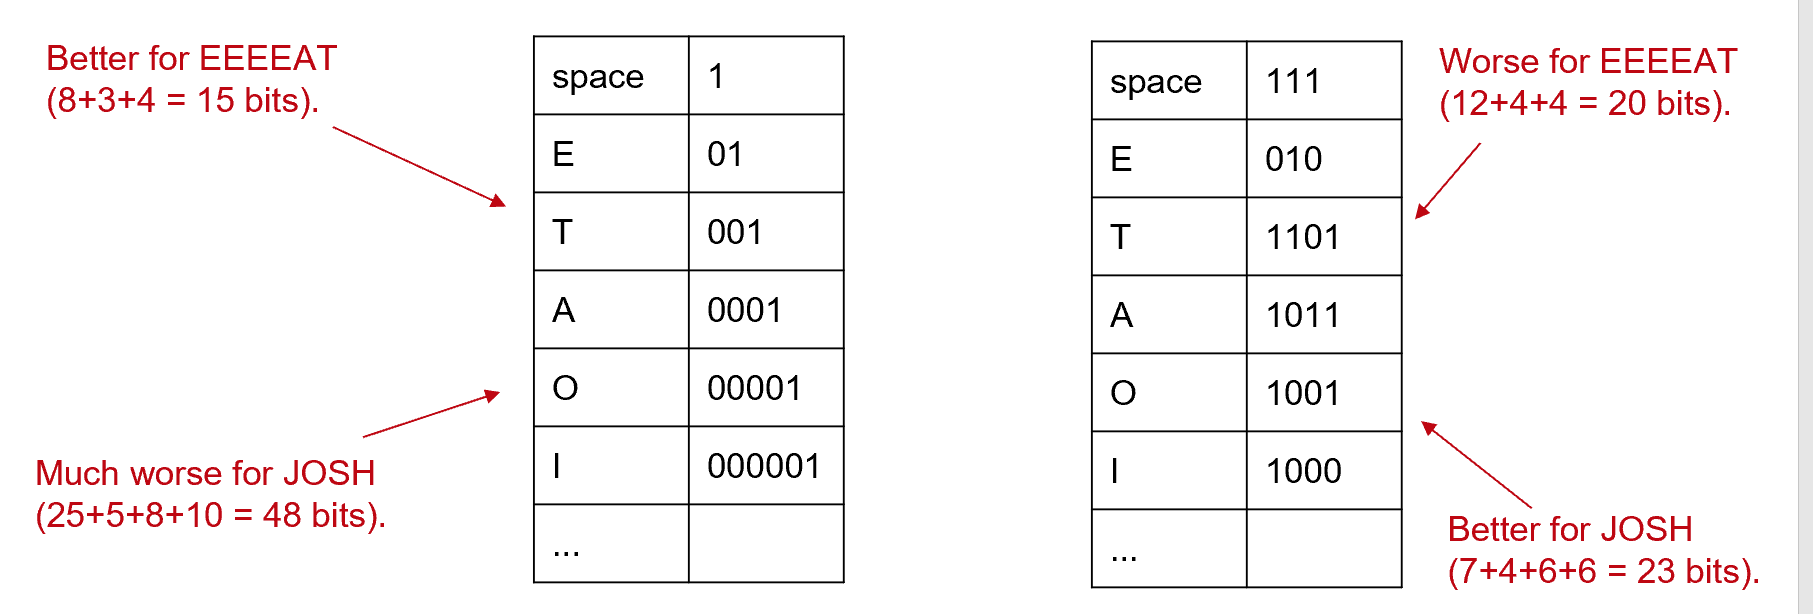 Better for EEEEAT
(8+3+4 = 15 bits).
Much worse for JOSH
(25+5+8+10 = 48 bits).
space 1
E 01
T 001
A 0001
O 00001
I 000001
...
space 111
E 010
T 1101
A 1011
O 1001
I 1000
...
Worse for EEEEAT
(12+4+4 = 20 bits).
Better for JOSH
(7+4+6+6 = 23 bits).